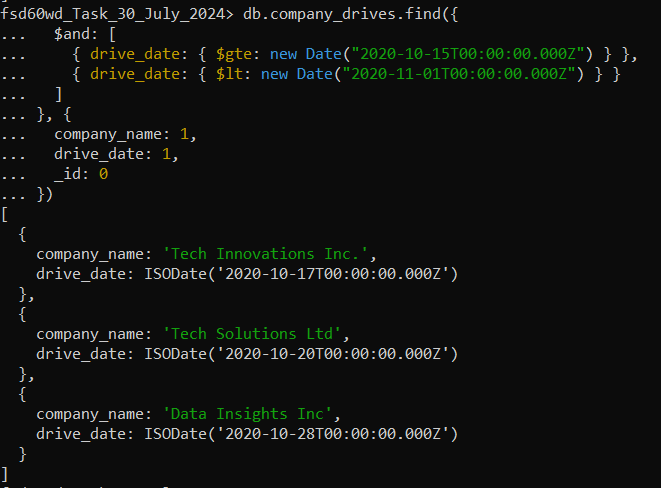 fsd60wd_Task_30_July_2024> db.company_drives.find({
...   $and: [
...     { drive_date: { $gte: new Date("2020-10-15T00:00:00.000Z") } },
...     { drive_date: { $lt: new Date("2020-11-01T00:00:00.000Z") } }
...   ]
... }, {
...   company_name: 1,
...   drive_date: 1,
...   _id: 0
... })
[
  {
    company_name: 'Tech Innovations Inc.',
    drive_date: ISODate('2020-10-17T00:00:00.000Z')
  },
  {
    company_name: 'Tech Solutions Ltd',
    drive_date: ISODate('2020-10-20T00:00:00.000Z')
  },
  {
    company_name: 'Data Insights Inc',
    drive_date: ISODate('2020-10-28T00:00:00.000Z')
  }
]